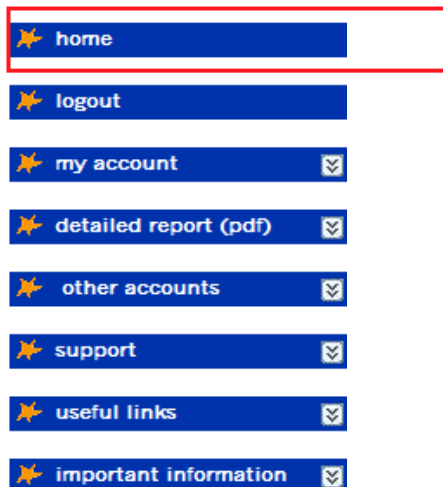 home
logout
my account
detailed report (pdf)
other accounts
support
useful links
important information